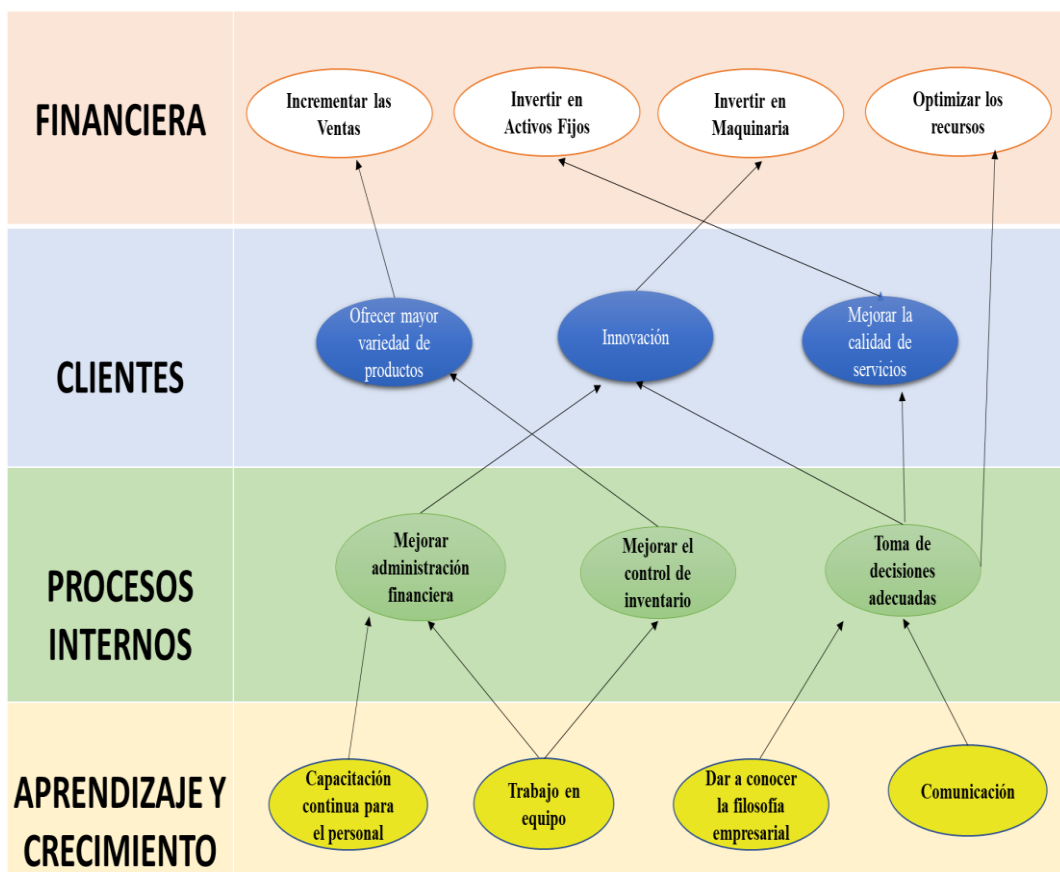 FINANCIERA
Incrementar las
Ventas
Invertir en
Activos Fijos
Invertir en
Maquinaria
Optimizar los
recursos
CLIENTES
Ofrecer mayor
variedad de
productos
Innovación
Mejorar la
calidad de
servicios
PROCESOS
INTERNOS
Mejorar
administración
financiera
Mejorar el
control de
inventario
Toma de
decisiones
adecuadas
APRENDIZAJE Y
CRECIMIENTO
Capacitación
continua para
el personal
Trabajo en
equipo
Dar a conocer
la filosofía
empresarial
Comunicación